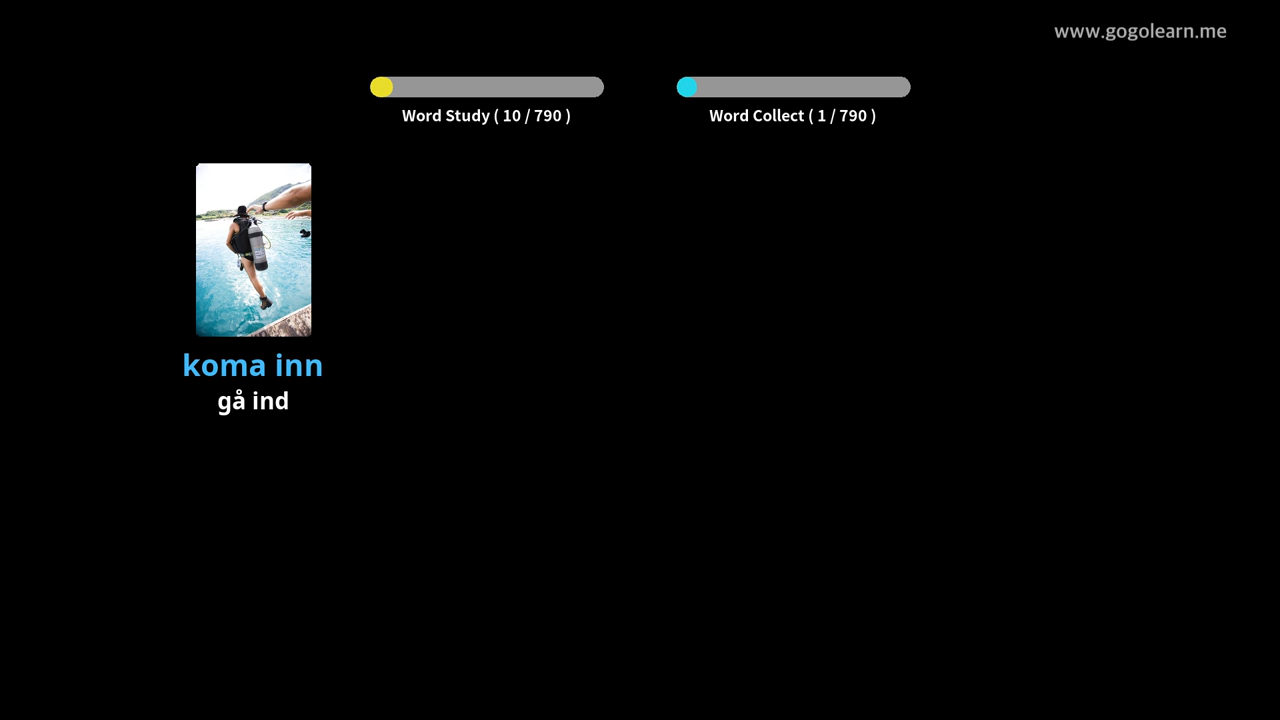 www.gogolearn.me
Word Study ( 10 / 790 )
Word Collect ( 1 / 790 )
koma inn
gå ind